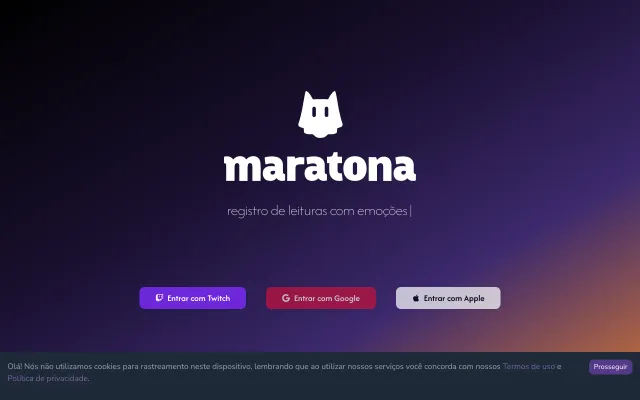 maratona
registro de leituras com emoções|
Entrar com Twitch
Entrar com Google
Entrar com Apple
Olá! Nós não utilizamos cookies para rastreamento neste dispositivo, lembrando que ao utilizar nossos serviços você concorda com nossos Termos de uso e
Política de privacidade.
Prosseguir